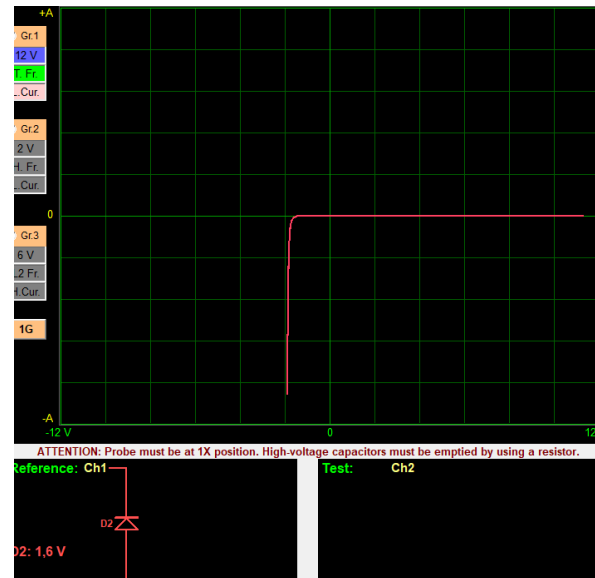 +A
Gr.1
12 V
T. Fr.
L.Cur.
Gr.2
2 V
H. Fr.
L.Cur.
0
Gr.3
6 V
L2 Fr.
H.Cur.
1G
-A
-12 V 0 12
ATTENTION: Probe must be at 1X position. High-voltage capacitors must be emptied by using a resistor.
Reference: Ch1
Test: Ch2
D2
D2: 1,6 V